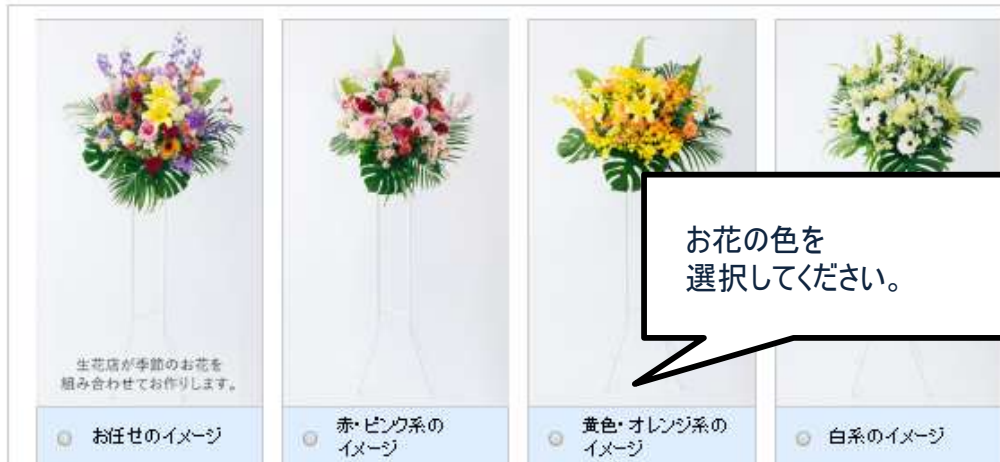 お花の色を
選択してください。
生花店が季節のお花を
組み合わせてお作りします。
お任せのイメージ
赤・ピンク系の
イメージ
黄色・オレンジ系の
イメージ
白系のイメージ